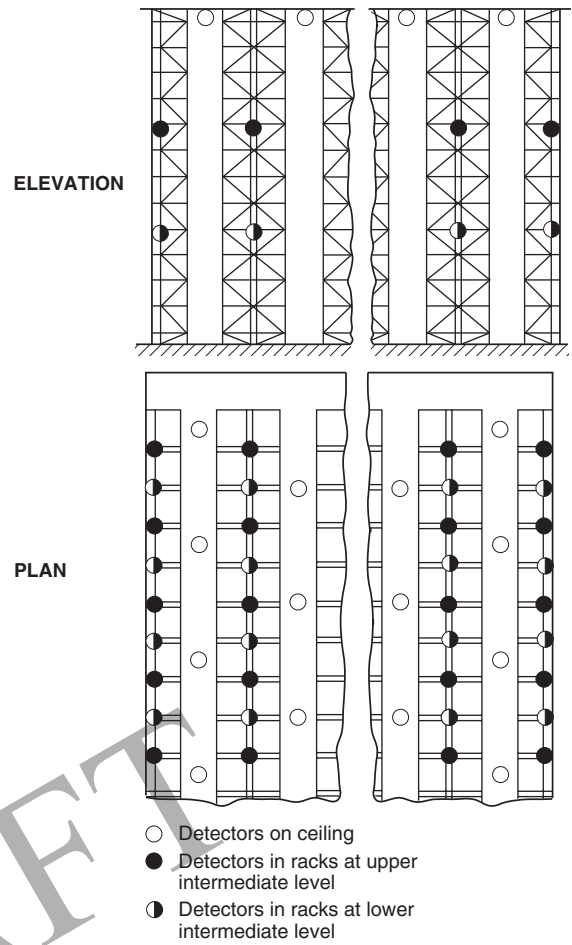 ELEVATION
PLAN
Detectors on ceiling
Detectors in racks at upper
intermediate level
Detectors in racks at lower
intermediate level
AFT